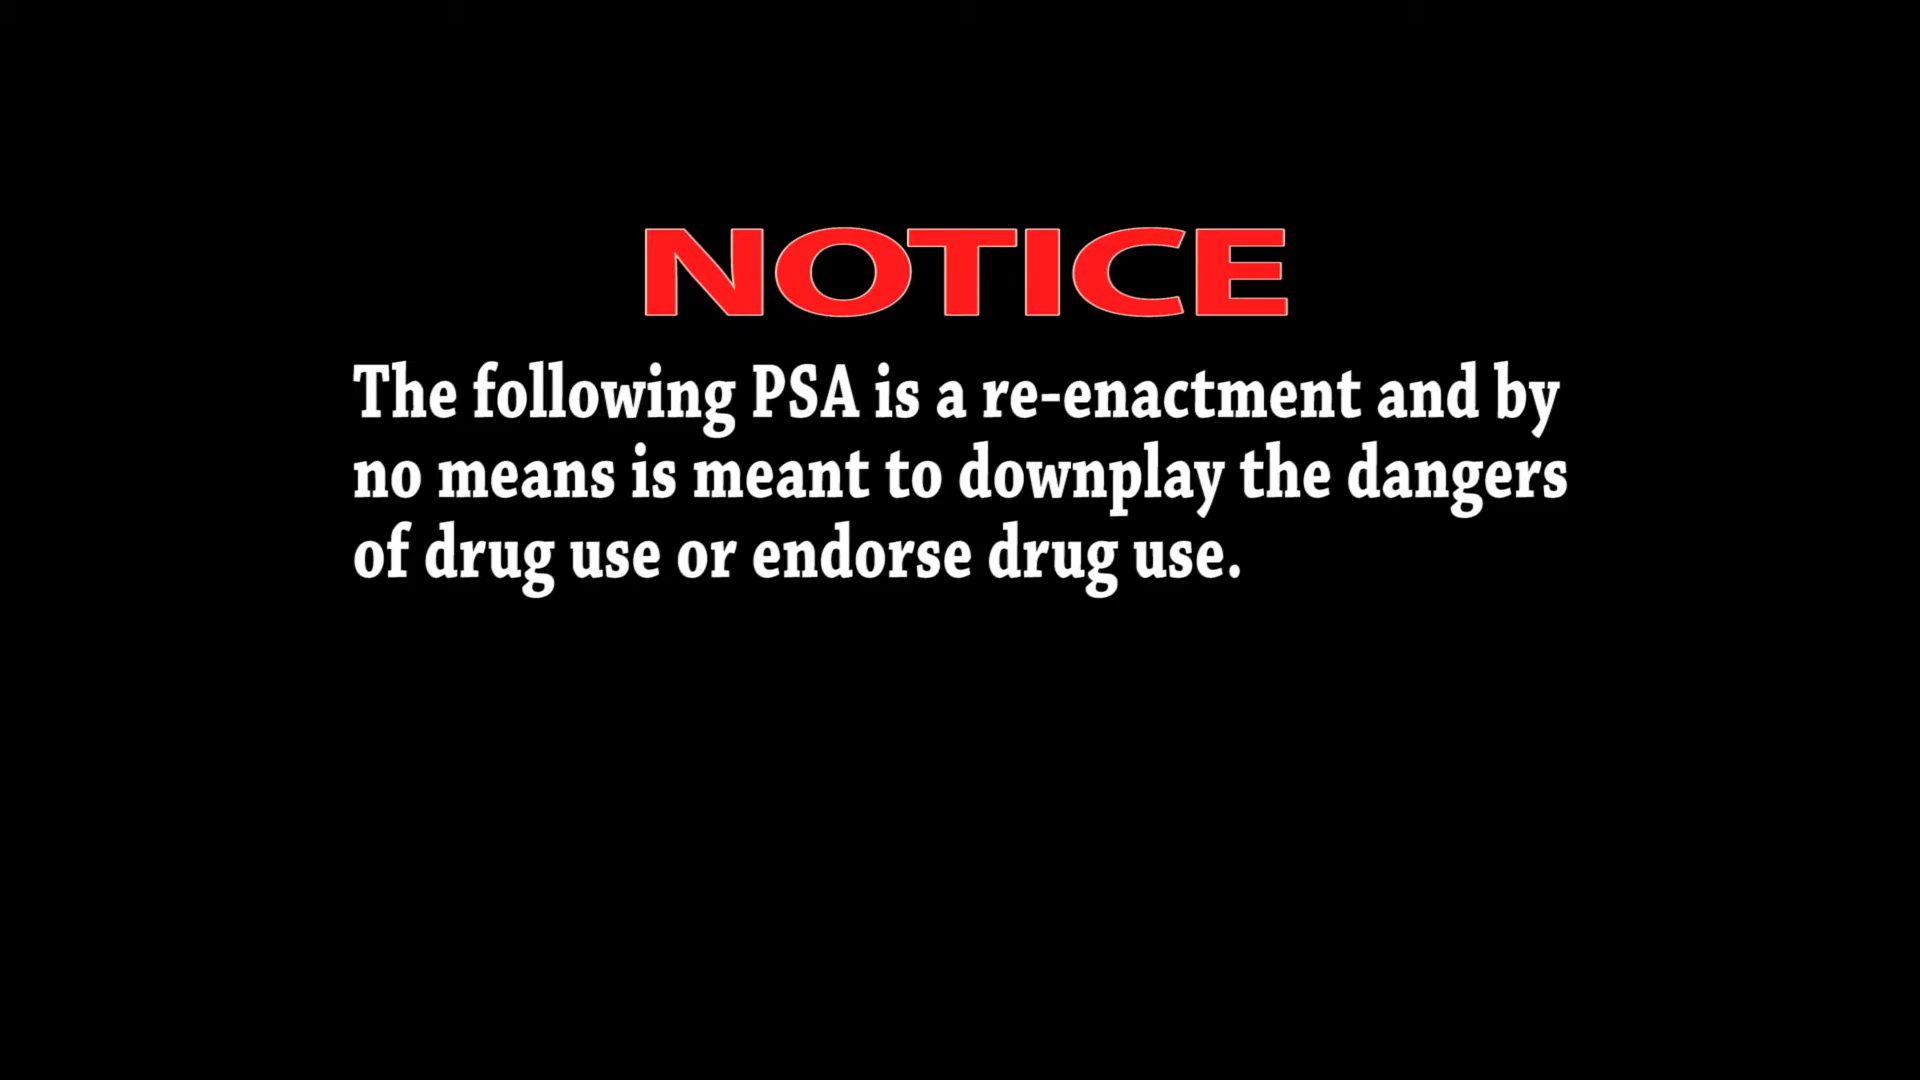 NOTICE
The following PSA is a re-enactment and by
no means is meant to downplay the dangers
of drug use or endorse drug use.